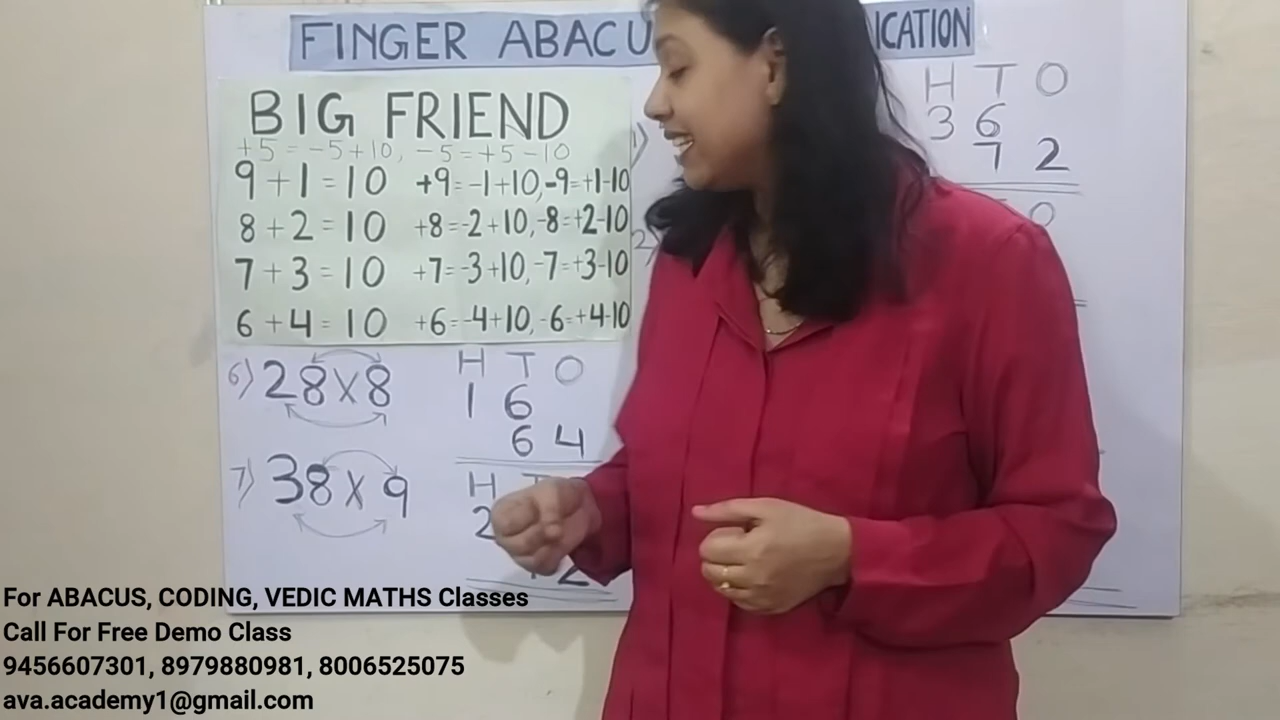 FINGER ABACU ICATION
BIG FRIEND
+5=-5+10, -5=+5-10
9+1=10 +9=-1+10,-9=+1-10
8+2=10 +8=-2+10,-8=+2-10
7+3=10 +7=-3+10,-7=+3-10
6+4=10 +6=-4+10,-6=+4-10
6) 28x8
H T O
1 6
6 4
7) 38x9
H T
2
2
1)
H T O
3 6
7 2
2)
O
For ABACUS, CODING, VEDIC MATHS Classes
Call For Free Demo Class
9456607301, 8979880981, 8006525075
ava.academy1@gmail.com